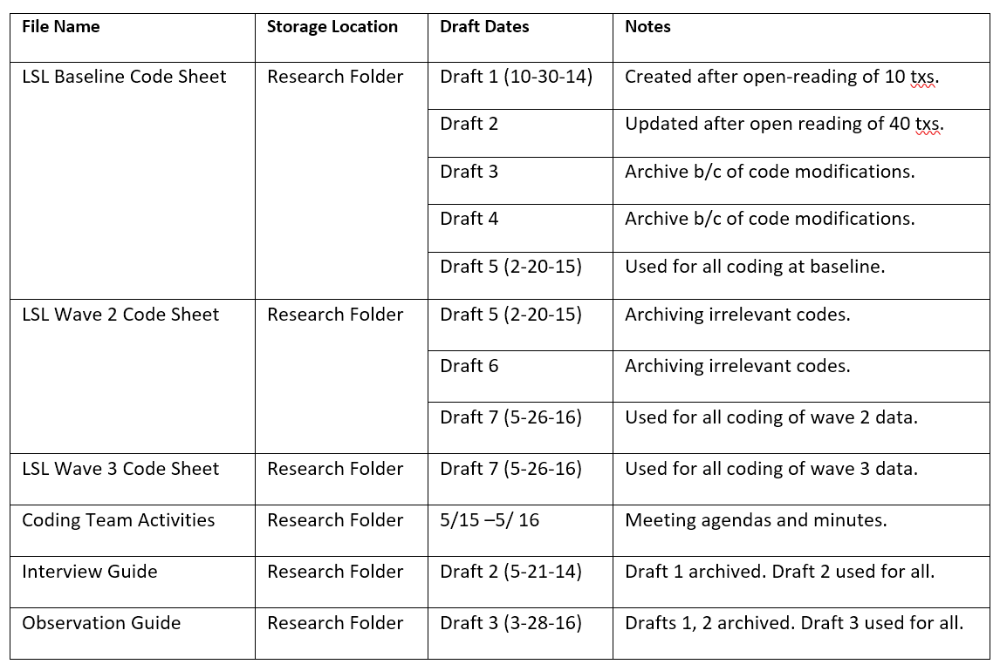 File Name Storage Location Draft Dates Notes
LSL Baseline Code Sheet Research Folder Draft 1 (10-30-14) Created after open-reading of 10 txs.
Draft 2 Updated after open reading of 40 txs.
Draft 3 Archive b/c of code modifications.
Draft 4 Archive b/c of code modifications.
Draft 5 (2-20-15) Used for all coding at baseline.
LSL Wave 2 Code Sheet Research Folder Draft 5 (2-20-15) Archiving irrelevant codes.
Draft 6 Archiving irrelevant codes.
Draft 7 (5-26-16) Used for all coding of wave 2 data.
LSL Wave 3 Code Sheet Research Folder Draft 7 (5-26-16) Used for all coding of wave 3 data.
Coding Team Activities Research Folder 5/15 –5/ 16 Meeting agendas and minutes.
Interview Guide Research Folder Draft 2 (5-21-14) Draft 1 archived. Draft 2 used for all.
Observation Guide Research Folder Draft 3 (3-28-16) Drafts 1, 2 archived. Draft 3 used for all.